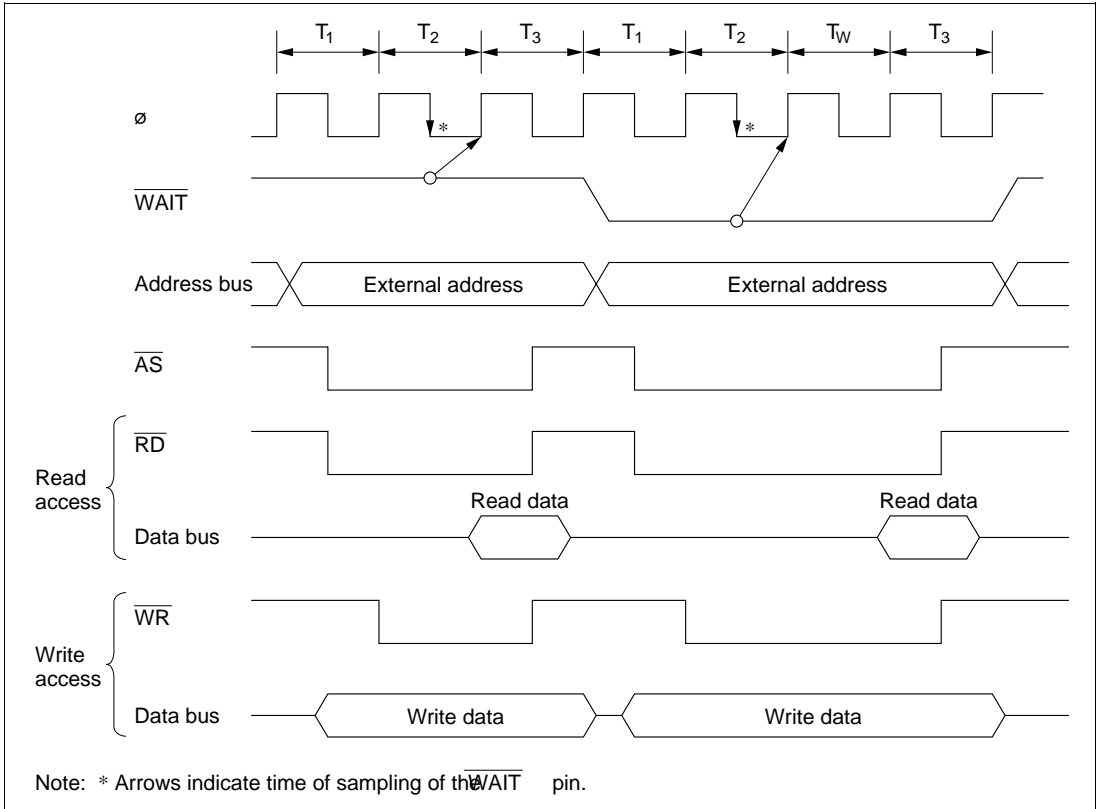 T1 T2 T3 T1 T2 TW T3
ø
* *
WAIT
Address bus External address External address
AS
RD
Read access
Read data Read data
Data bus
WR
Write access
Data bus Write data Write data
Note: * Arrows indicate time of sampling of the WAIT pin.